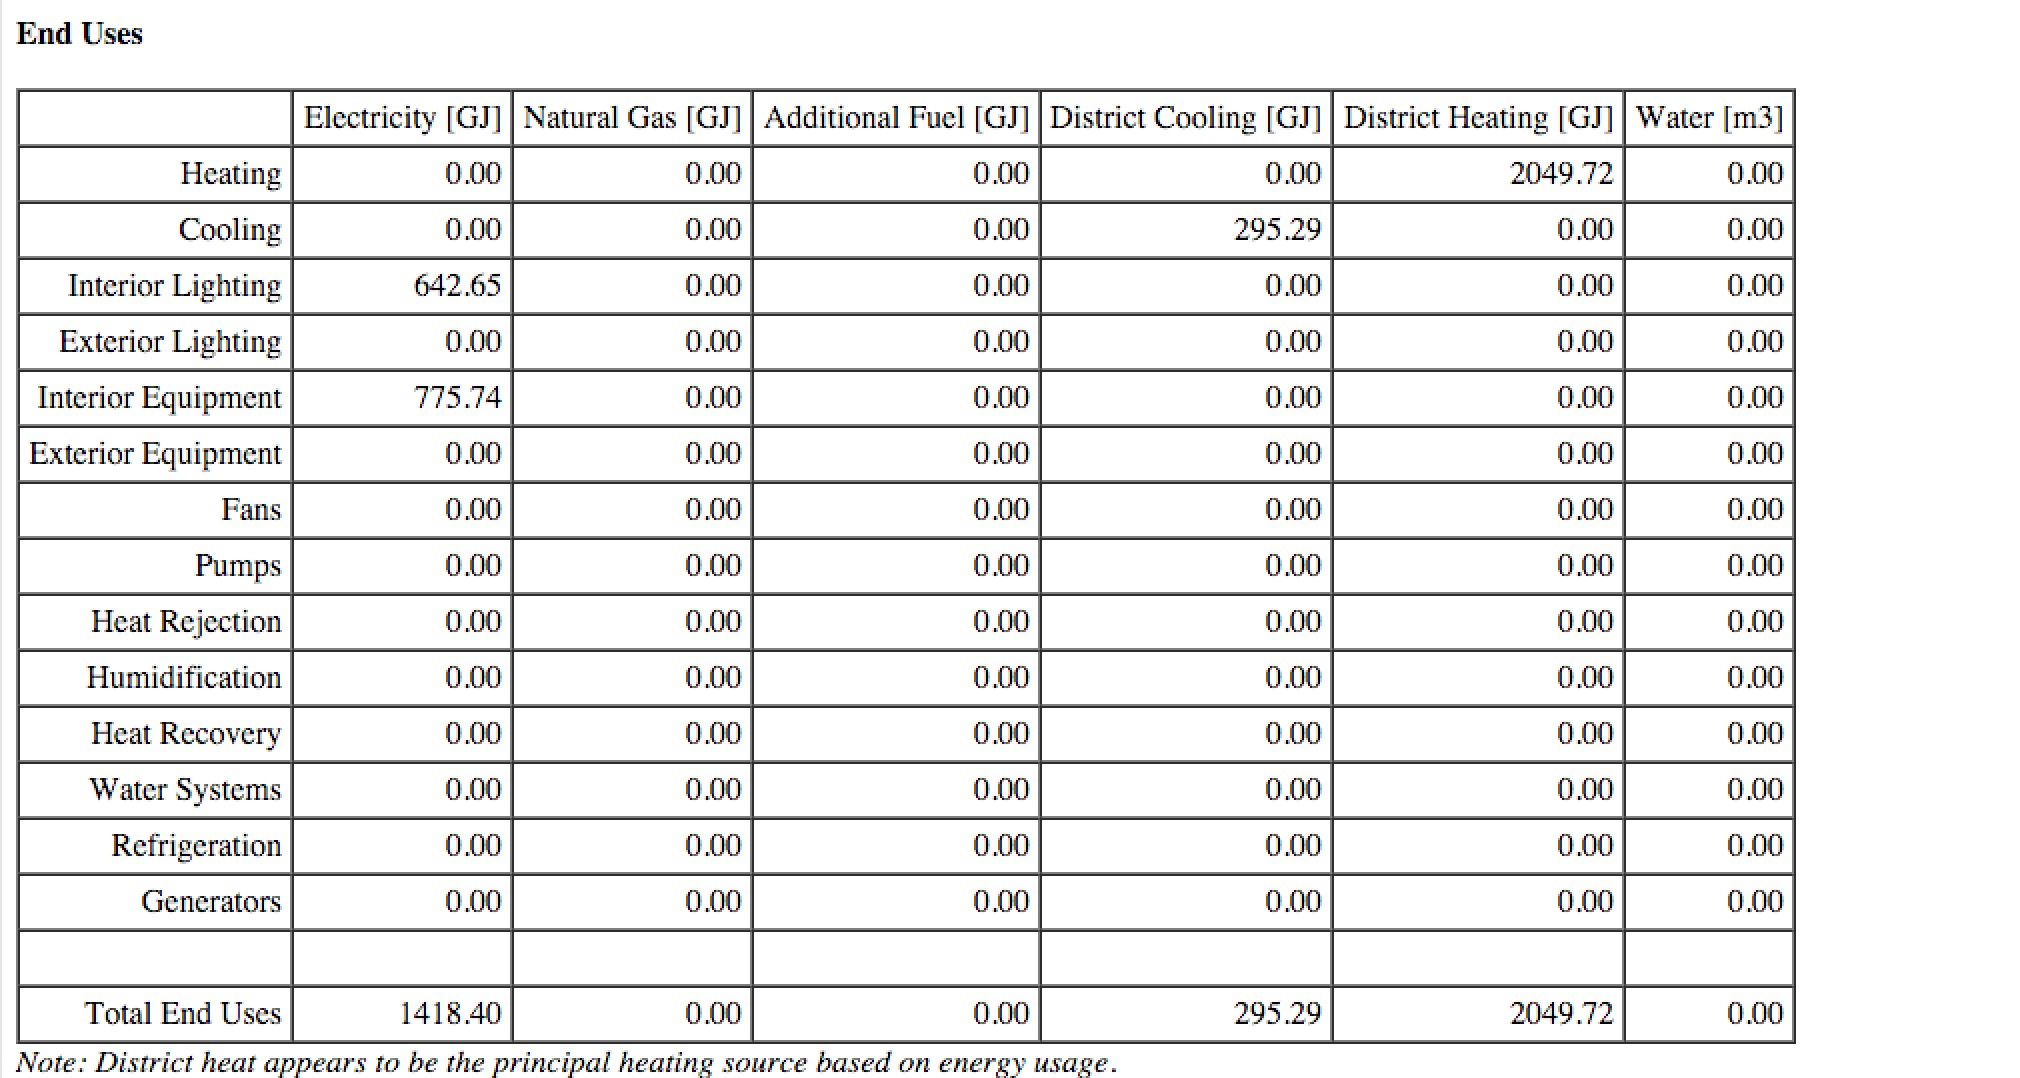 End Uses
Electricity [GJ] Natural Gas [GJ] Additional Fuel [GJ] District Cooling [GJ] District Heating [GJ] Water [m3]
Heating 0.00 0.00 0.00 0.00 2049.72 0.00
Cooling 0.00 0.00 0.00 295.29 0.00 0.00
Interior Lighting 642.65 0.00 0.00 0.00 0.00 0.00
Exterior Lighting 0.00 0.00 0.00 0.00 0.00 0.00
Interior Equipment 775.74 0.00 0.00 0.00 0.00 0.00
Exterior Equipment 0.00 0.00 0.00 0.00 0.00 0.00
Fans 0.00 0.00 0.00 0.00 0.00 0.00
Pumps 0.00 0.00 0.00 0.00 0.00 0.00
Heat Rejection 0.00 0.00 0.00 0.00 0.00 0.00
Humidification 0.00 0.00 0.00 0.00 0.00 0.00
Heat Recovery 0.00 0.00 0.00 0.00 0.00 0.00
Water Systems 0.00 0.00 0.00 0.00 0.00 0.00
Refrigeration 0.00 0.00 0.00 0.00 0.00 0.00
Generators 0.00 0.00 0.00 0.00 0.00 0.00
Total End Uses 1418.40 0.00 0.00 295.29 2049.72 0.00
Note: District heat appears to be the principal heating source based on energy usage.